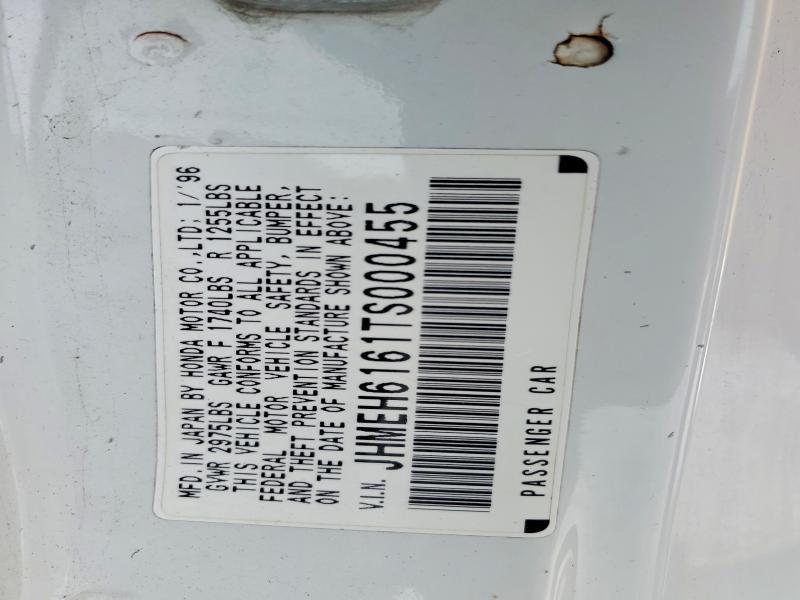 MFD. IN JAPAN BY HONDA MOTOR CO.,LTD; 1/'96
GVWR 2975LBS GAWR F 1740LBS R 1255LBS
THIS VEHICLE CONFORMS TO ALL APPLICABLE
FEDERAL MOTOR VEHICLE SAFETY, BUMPER,
AND THEFT PREVENTION STANDARDS IN EFFECT
ON THE DATE OF MANUFACTURE SHOWN ABOVE:
V.I.N. JHMEH6161TS000455
PASSENGER CAR